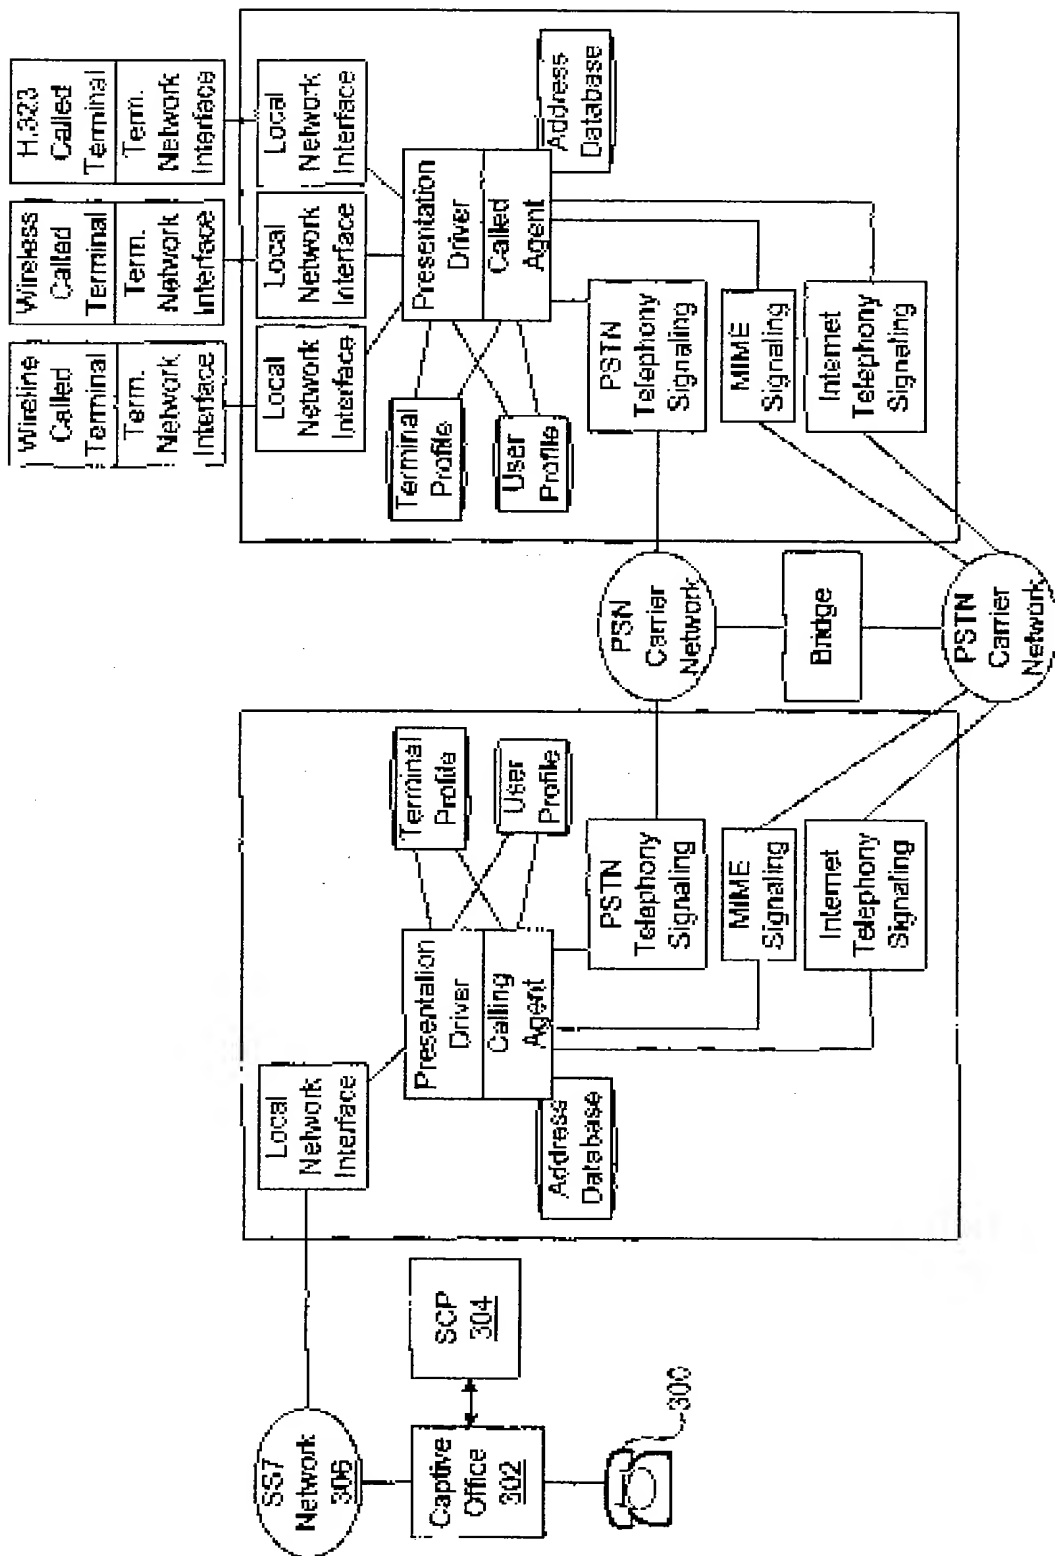 SS7
Network
306
Captive
Office
302
SCP
304
300
Local
Network
Interface
Presentation
Driver
Calling
Agent
Address
Database
Terminal
Profile
User
Profile
PSTN
Telephony
Signaling
MIME
Signaling
Internet
Telephony
Signaling
PSN
Carrier
Network
Bridge
PSTN
Carrier
Network
Wireline
Called
Terminal
Term.
Network
Interface
Wireless
Called
Terminal
Term.
Network
Interface
H.323
Called
Terminal
Term.
Network
Interface
Local
Network
Interface
Local
Network
Interface
Local
Network
Interface
Presentation
Driver
Called
Agent
Address
Database
Terminal
Profile
User
Profile
PSTN
Telephony
Signaling
MIME
Signaling
Internet
Telephony
Signaling